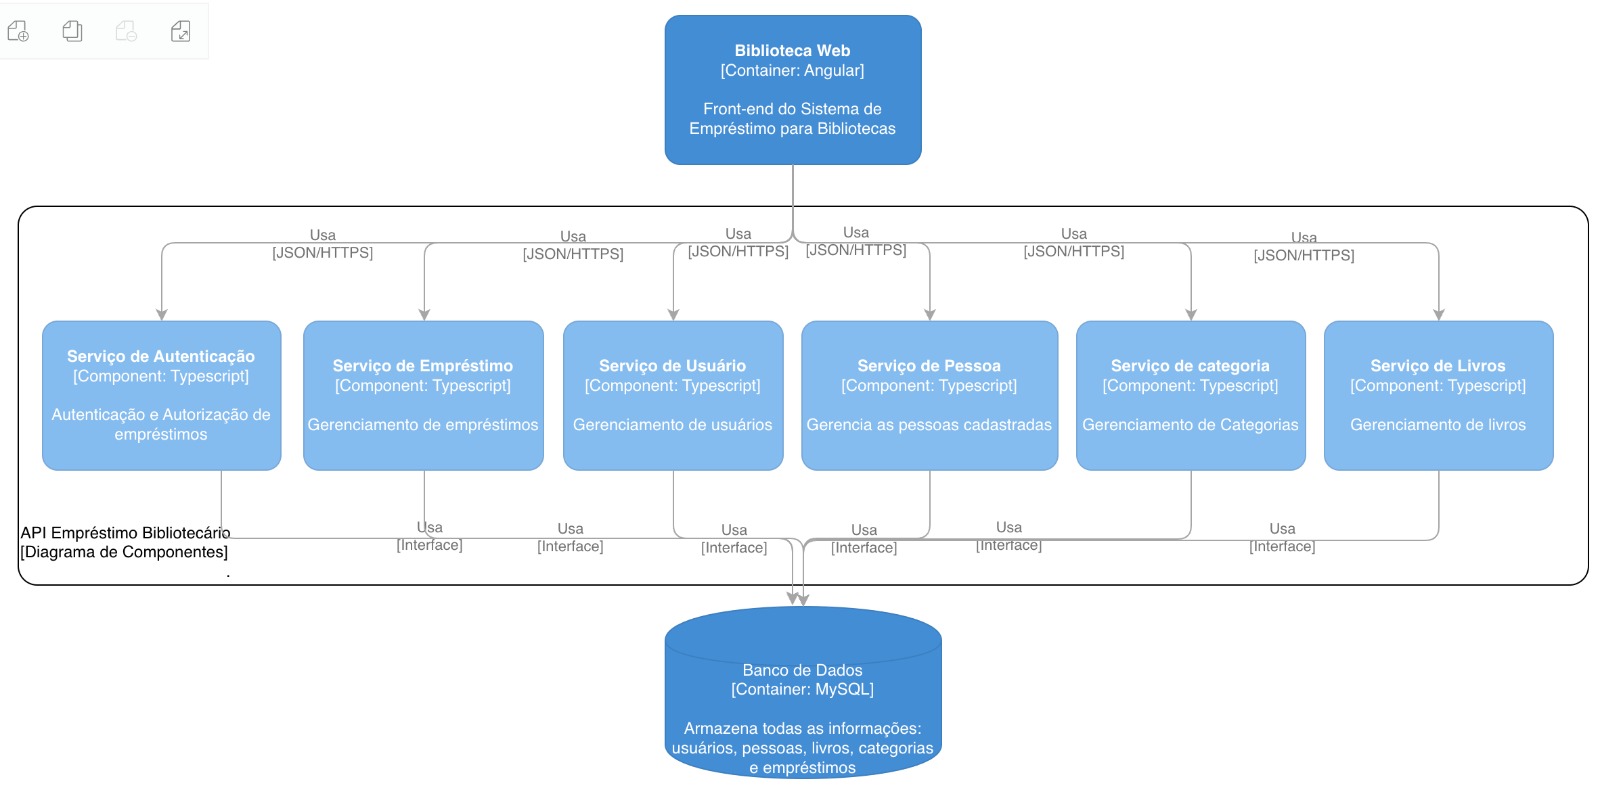 Biblioteca Web
[Container: Angular]
Front-end do Sistema de
Empréstimo para Bibliotecas
Usa
[JSON/HTTPS]
Usa
[JSON/HTTPS]
Usa
[JSON/HTTPS]
Usa
[JSON/HTTPS]
Usa
[JSON/HTTPS]
Usa
[JSON/HTTPS]
Serviço de Autenticação
[Component: Typescript]
Autenticação e Autorização de
empréstimos
Serviço de Empréstimo
[Component: Typescript]
Gerenciamento de empréstimos
Serviço de Usuário
[Component: Typescript]
Gerenciamento de usuários
Serviço de Pessoa
[Component: Typescript]
Gerencia as pessoas cadastradas
Serviço de categoria
[Component: Typescript]
Gerenciamento de Categorias
Serviço de Livros
[Component: Typescript]
Gerenciamento de livros
API Empréstimo Bibliotecário
[Diagrama de Componentes]
.
Usa
[Interface]
Usa
[Interface]
Usa
[Interface]
Usa
[Interface]
Usa
[Interface]
Usa
[Interface]
Banco de Dados
[Container: MySQL]
Armazena todas as informações:
usuários, pessoas, livros, categorias
e empréstimos